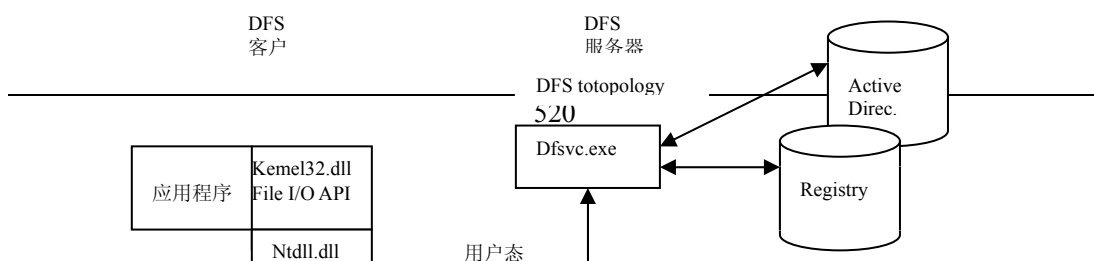 DFS
客户
DFS
服务器
DFS totopology
520
Dfsvc.exe
Active
Direc.
Registry
应用程序
Kemel32.dll
File I/O API
Ntdll.dll
用户态